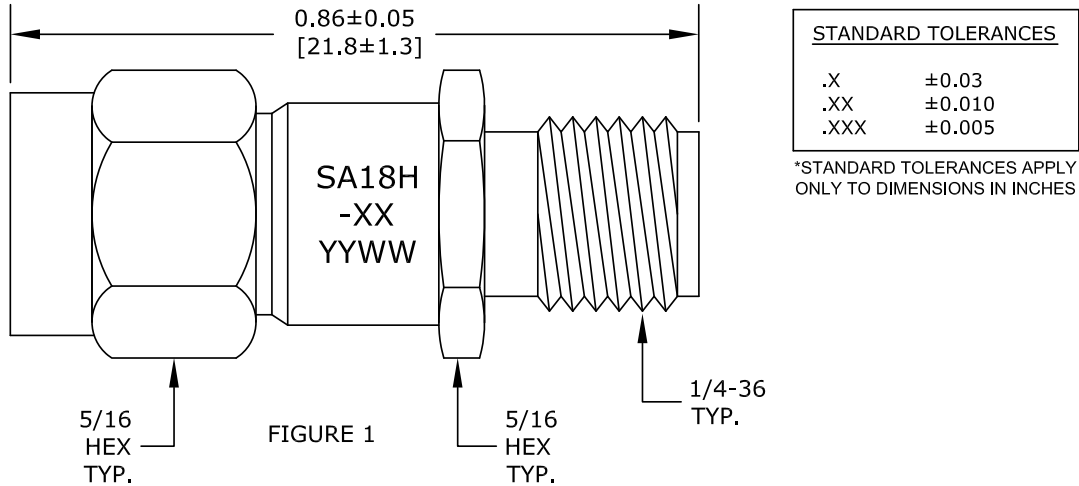 0.86±0.05
[21.8±1.3]
STANDARD TOLERANCES
.X ±0.03
.XX ±0.010
.XXX ±0.005
*STANDARD TOLERANCES APPLY
ONLY TO DIMENSIONS IN INCHES
SA18H
-XX
YYWW
5/16
HEX
TYP.
FIGURE 1
5/16
HEX
TYP.
1/4-36
TYP.